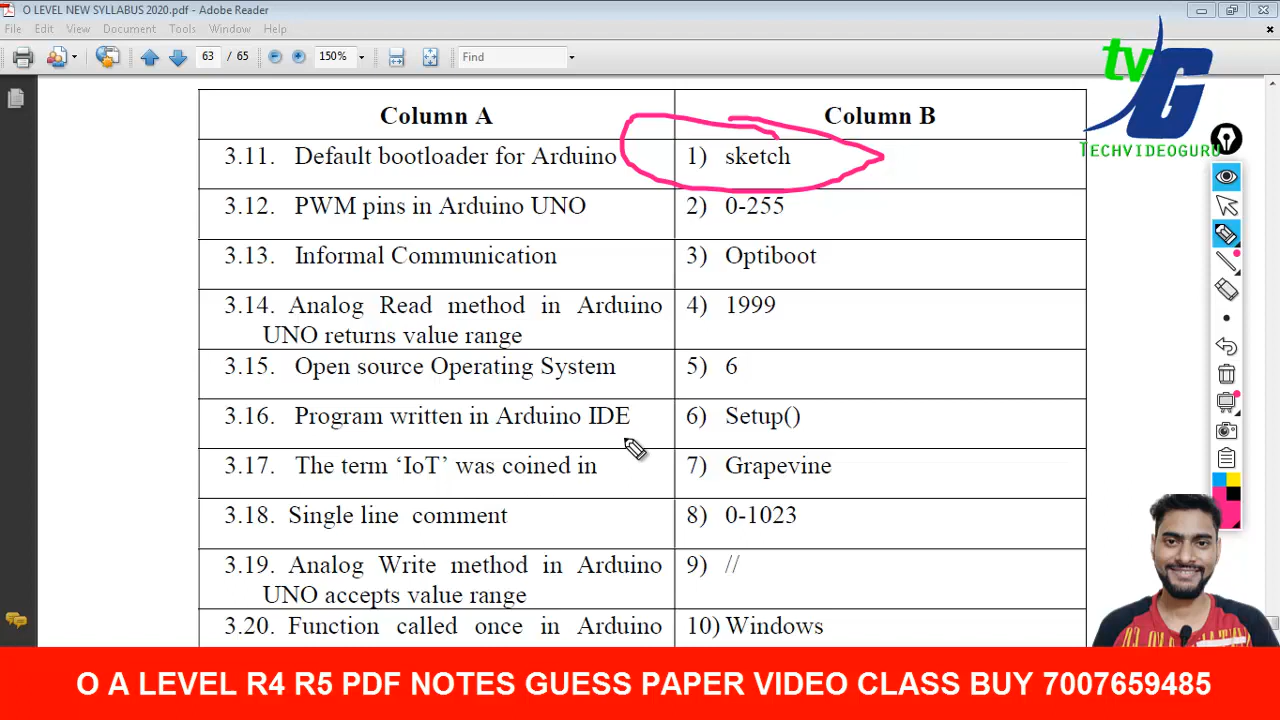 O LEVEL NEW SYLLABUS 2020.pdf - Adobe Reader
File Edit View Document Tools Window Help
63 / 65 150% Find
tvG
TECHVIDEOGURU
Column A Column B
3.11. Default bootloader for Arduino 1) sketch
3.12. PWM pins in Arduino UNO 2) 0-255
3.13. Informal Communication 3) Optiboot
3.14. Analog Read method in Arduino 4) 1999
UNO returns value range
3.15. Open source Operating System 5) 6
3.16. Program written in Arduino IDE 6) Setup()
3.17. The term ‘IoT’ was coined in 7) Grapevine
3.18. Single line comment 8) 0-1023
3.19. Analog Write method in Arduino 9) //
UNO accepts value range
3.20. Function called once in Arduino 10) Windows
O A LEVEL R4 R5 PDF NOTES GUESS PAPER VIDEO CLASS BUY 7007659485